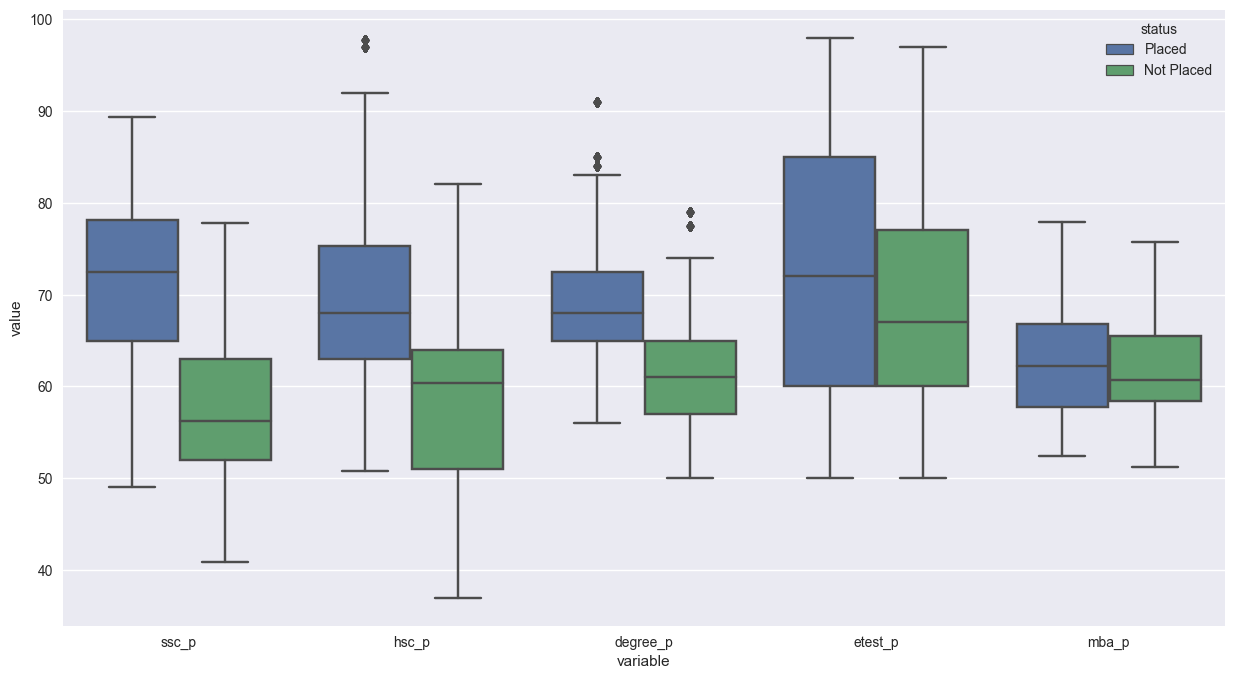 100
90
80
70
60
50
40
value
ssc_p
hsc_p
degree_p
etest_p
mba_p
variable
status
Placed
Not Placed